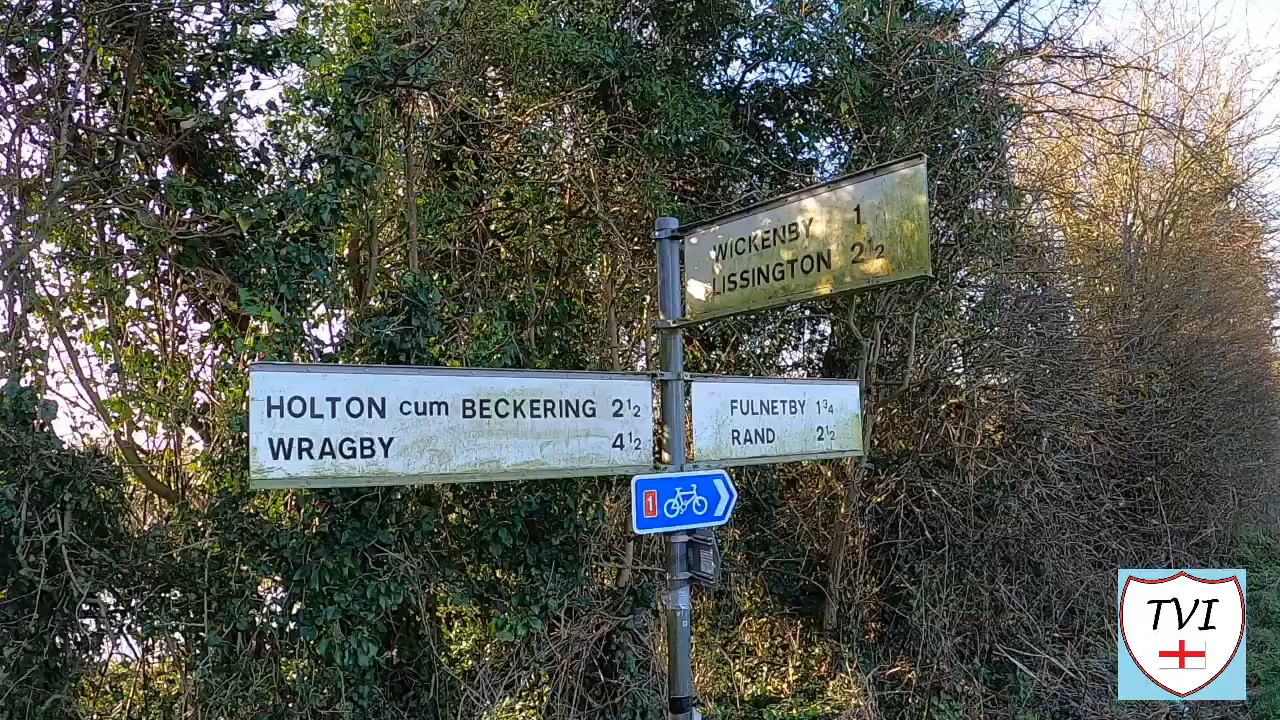 WICKENBY 1
LISSINGTON 2½
HOLTON cum BECKERING 2½
WRAGBY 4½
FULNETBY 1¾
RAND 2½
1
TVI